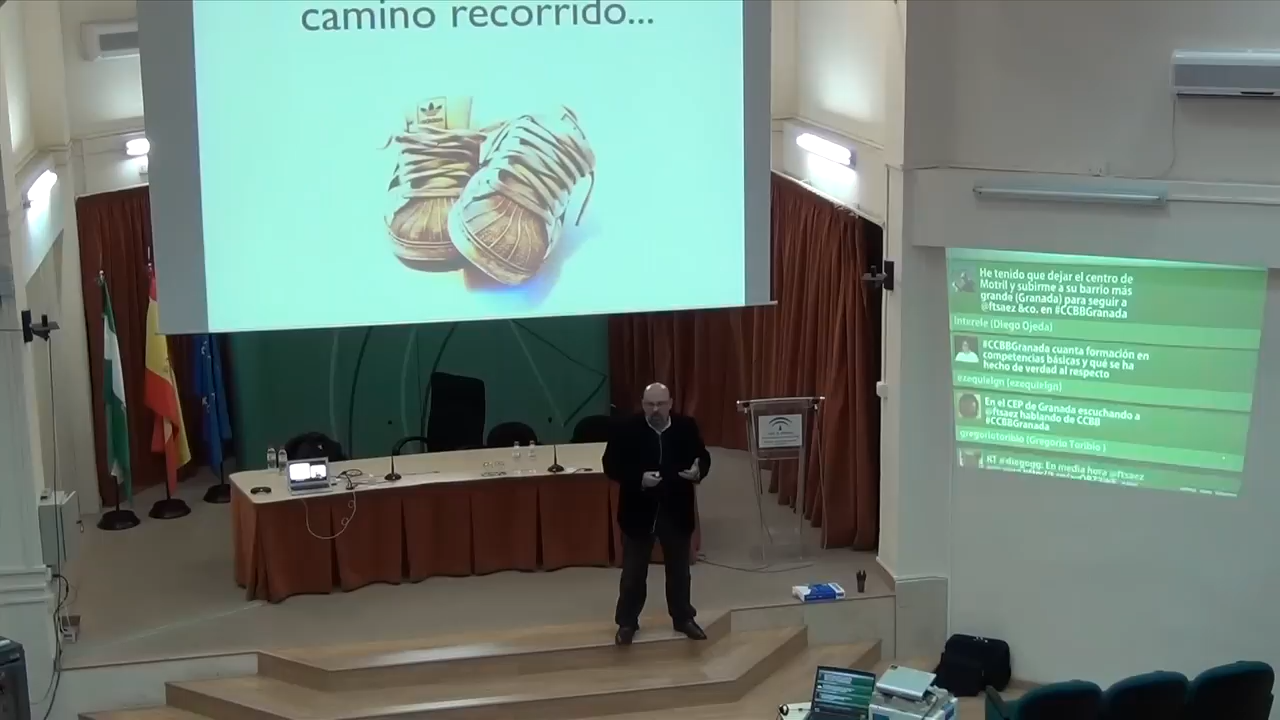 camino recorrido...
He tenido que dejar el centro de
Motril y subirme a su barrio más
grande (Granada) para seguir a
@ftsaez &co. en #CCBBGranada
Interele (Diego Ojeda)
#CCBBGranada cuanta formación en
competencias básicas y qué se ha
hecho de verdad al respecto
ezequielgn (ezequielgn)
En el CEP de Granada escuchando a
@ftsaez hablando de CCBB
#CCBBGranada
gregoriotoribio (Gregorio Toribio )
RT @diegogg: En media hora @ftsaez